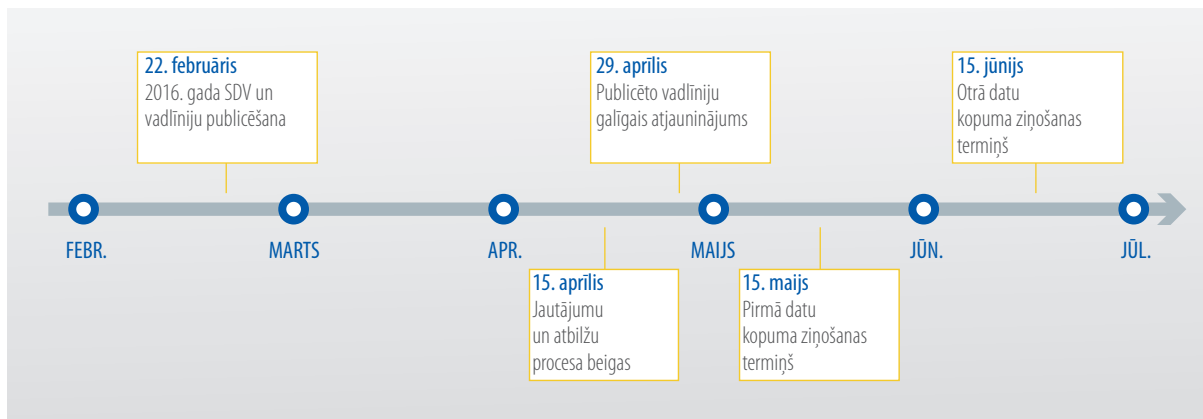 22. februāris
2016. gada SDV un
vadlīniju publicēšana
29. aprīlis
Publicēto vadlīniju
galīgais atjauninājums
15. jūnijs
Otrā datu
kopuma ziņošanas
termiņš
FEBR.
MARTS
APR.
MAIJS
JŪN.
JŪL.
15. aprīlis
Jautājumu
un atbilžu
procesa beigas
15. maijs
Pirmā datu
kopuma ziņošanas
termiņš